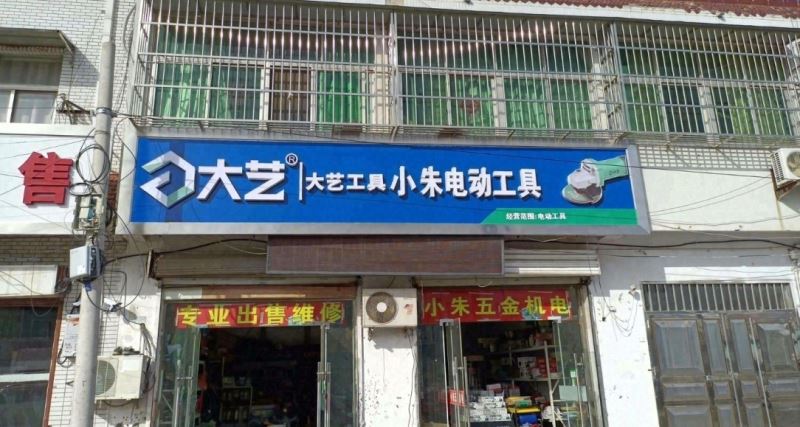 售
大艺®
大艺工具
小朱电动工具
经营范围:电动工具
专业出售维修
小朱五金机电